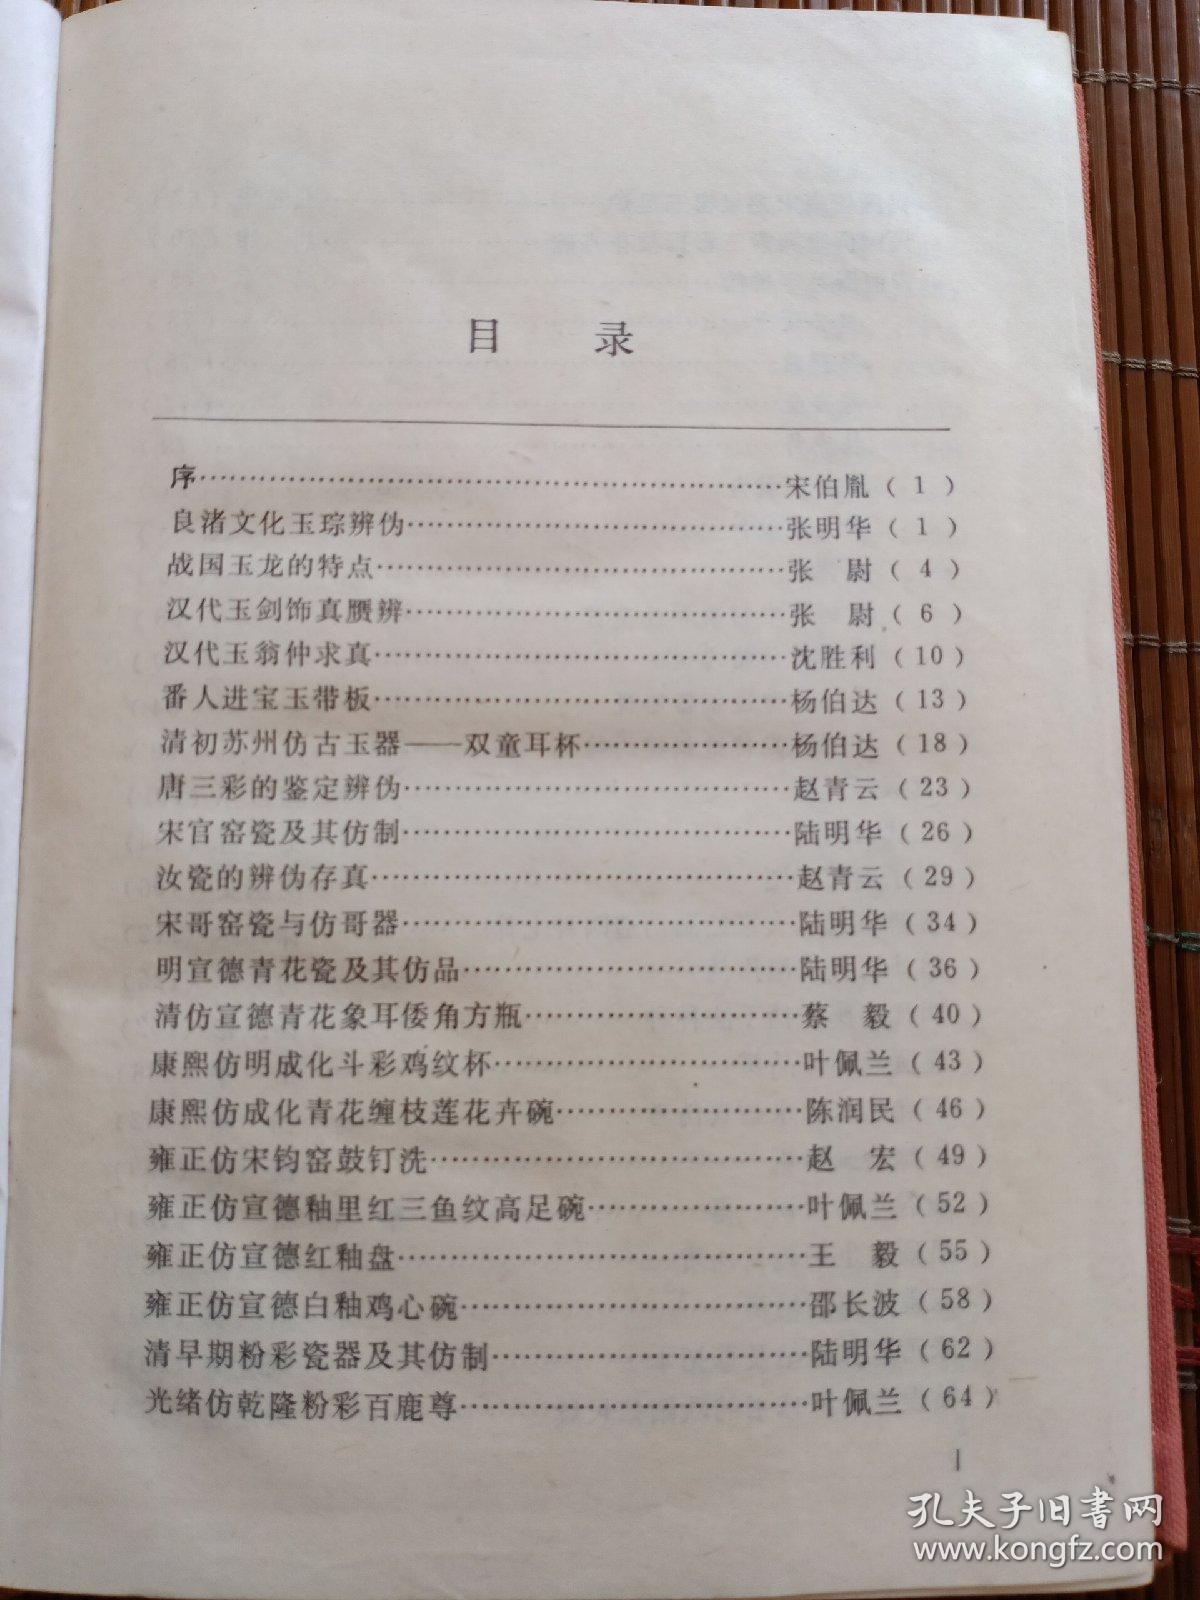 目　录
序……………………………………宋伯胤（1）
良渚文化玉琮辨伪……………………………………张明华（1）
战国玉龙的特点……………………………………张　尉（4）
汉代玉剑饰真赝辨……………………………………张　尉（6）
汉代玉翁仲求真……………………………………沈胜利（10）
番人进宝玉带板……………………………………杨伯达（13）
清初苏州仿古玉器——双童耳杯……………………杨伯达（18）
唐三彩的鉴定辨伪……………………………………赵青云（23）
宋官窑瓷及其仿制……………………………………陆明华（26）
汝瓷的辨伪存真……………………………………赵青云（29）
宋哥窑瓷与仿哥器……………………………………陆明华（34）
明宣德青花瓷及其仿品………………………………陆明华（36）
清仿宣德青花象耳倭角方瓶…………………………蔡　毅（40）
康熙仿明成化斗彩鸡纹杯……………………………叶佩兰（43）
康熙仿成化青花缠枝莲花卉碗………………………陈润民（46）
雍正仿宋钧窑鼓钉洗…………………………………赵　宏（49）
雍正仿宣德釉里红三鱼纹高足碗……………………叶佩兰（52）
雍正仿宣德红釉盘……………………………………王　毅（55）
雍正仿宣德白釉鸡心碗………………………………邵长波（58）
清早期粉彩瓷器及其仿制……………………………陆明华（62）
光绪仿乾隆粉彩百鹿尊………………………………叶佩兰（64）
1
孔夫子旧书网
www.kongfz.com